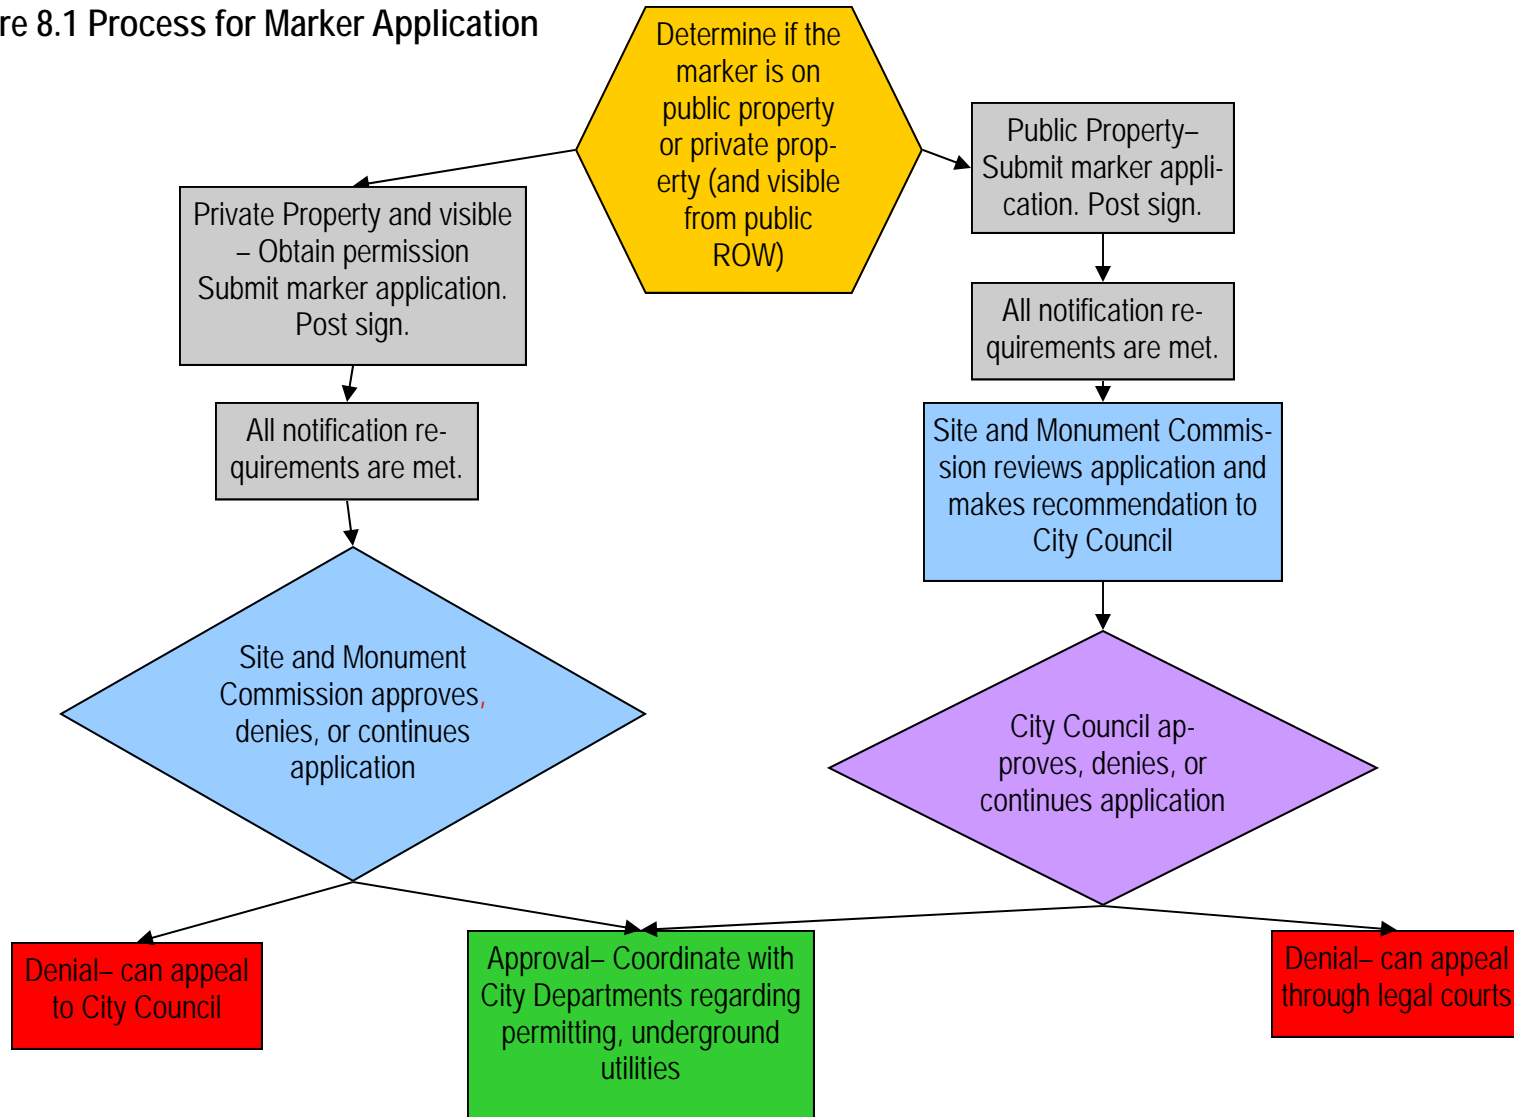 re 8.1 Process for Marker Application
Determine if the
marker is on
public property
or private prop-
erty (and visible
from public
ROW)
Public Property–
Submit marker appli-
cation. Post sign.
Private Property and visible
– Obtain permission
Submit marker application.
Post sign.
All notification re-
quirements are met.
All notification re-
quirements are met.
Site and Monument Commis-
sion reviews application and
makes recommendation to
City Council
Site and Monument
Commission approves,
denies, or continues
application
City Council ap-
proves, denies, or
continues application
Denial– can appeal
to City Council
Approval– Coordinate with
City Departments regarding
permitting, underground
utilities
Denial– can appeal
through legal courts